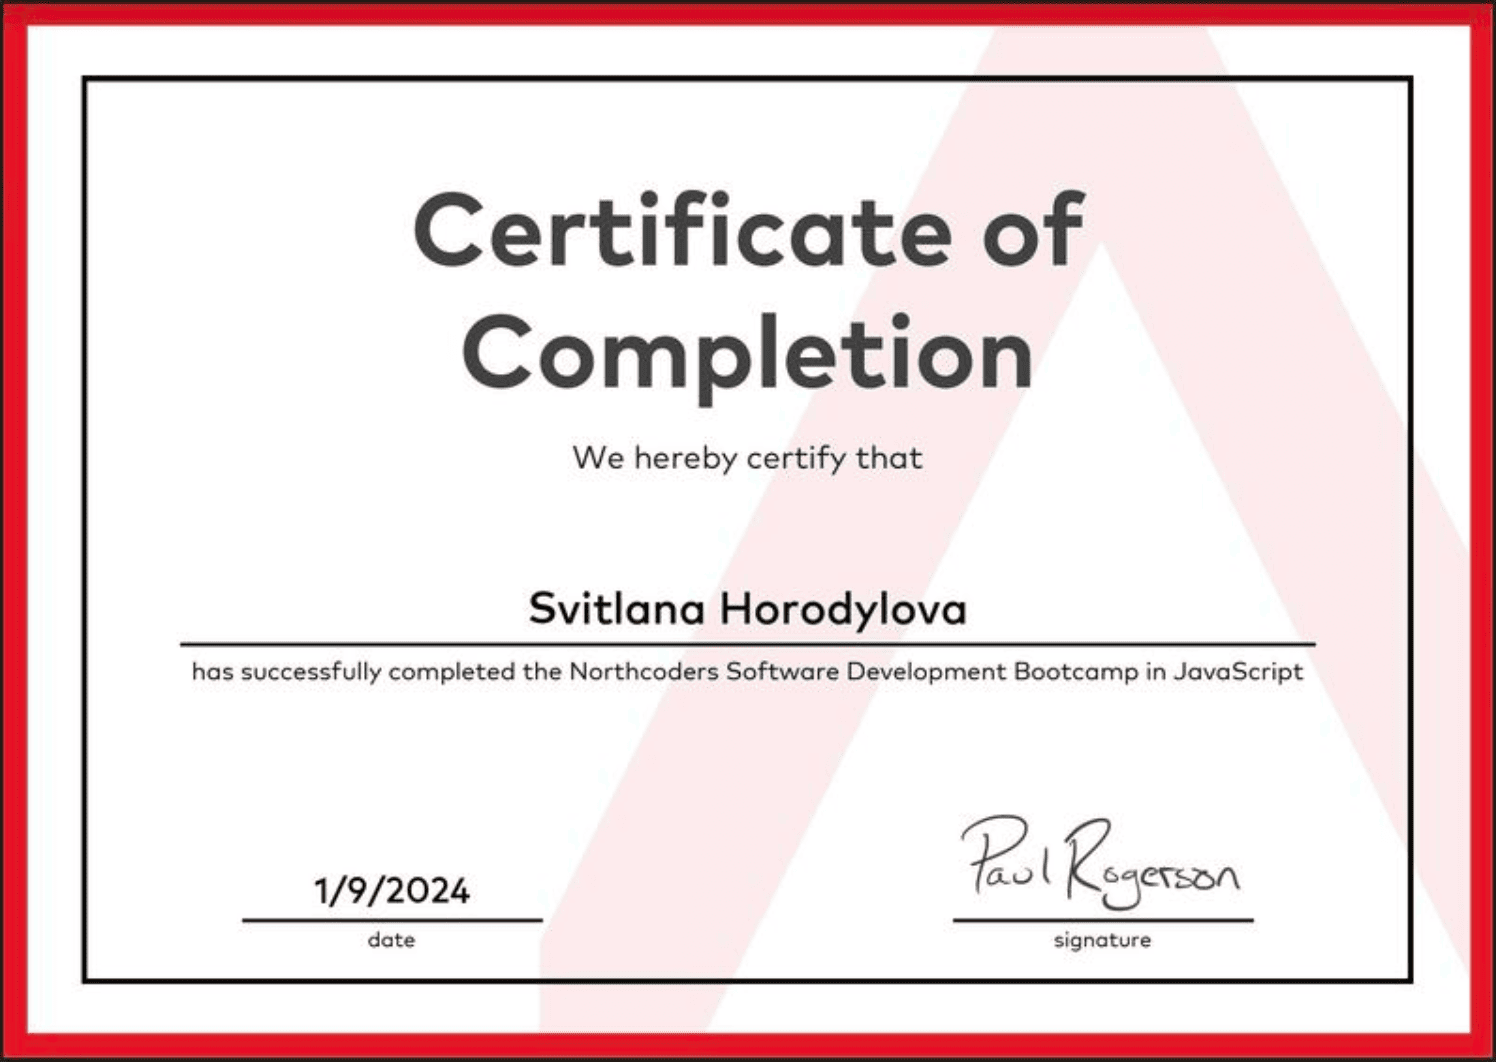 Certificate of
Completion
We hereby certify that
Svitlana Horodylova
has successfully completed the Northcoders Software Development Bootcamp in JavaScript
Paul Rogerson
1/9/2024
date
signature